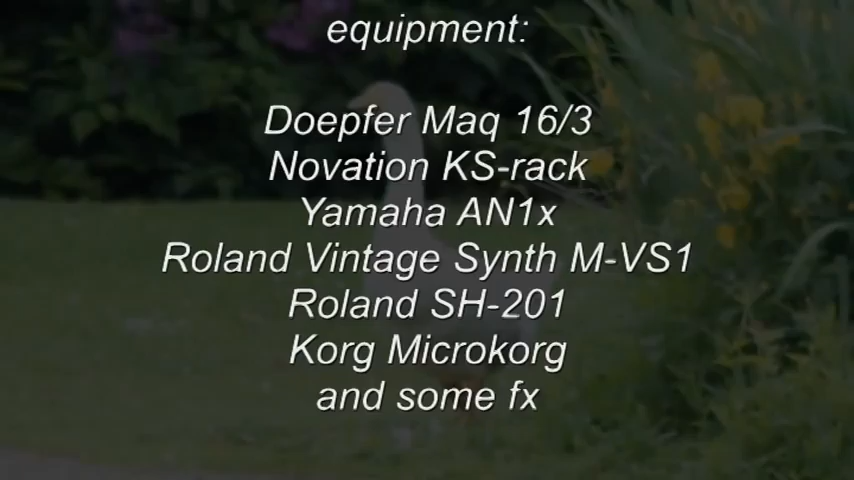 equipment:
Doepfer Maq 16/3
Novation KS-rack
Yamaha AN1x
Roland Vintage Synth M-VS1
Roland SH-201
Korg Microkorg
and some fx